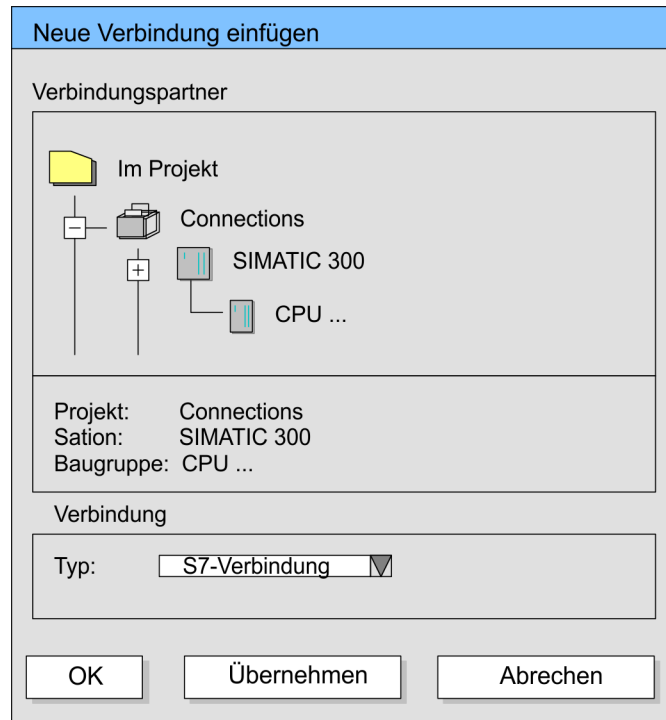 Neue Verbindung einfügen
Verbindungspartner
Im Projekt
Connections
SIMATIC 300
CPU ...
Projekt: Connections
Sation: SIMATIC 300
Baugruppe: CPU ...
Verbindung
Typ: S7-Verbindung
OK Übernehmen Abrechen